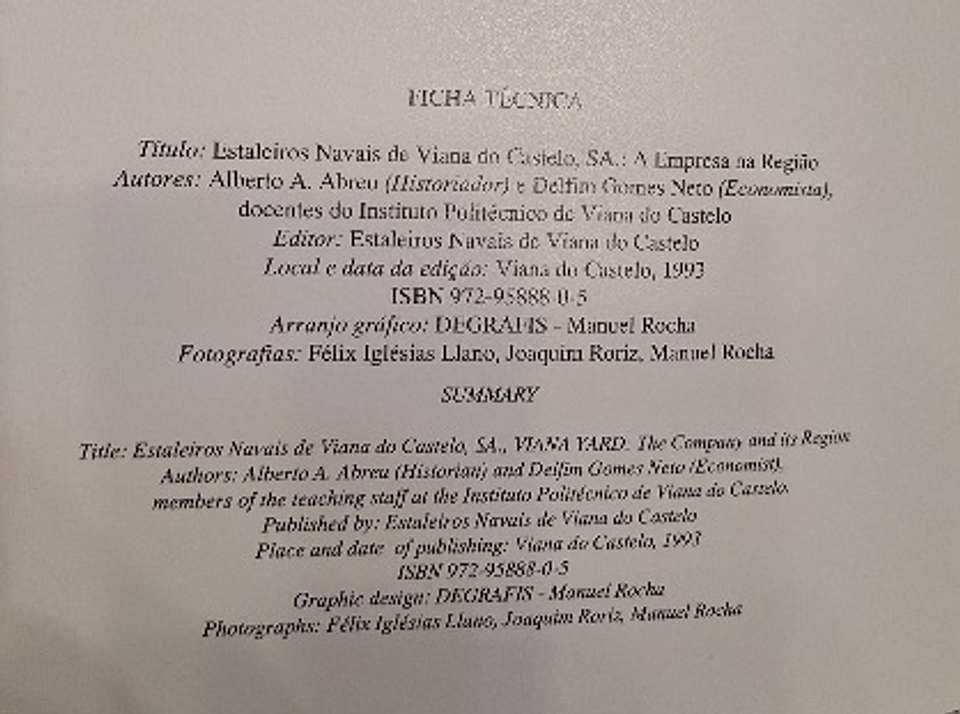 FICHA TÉCNICA
Título: Estaleiros Navais de Viana do Castelo, SA.: A Empresa na Região
Autores: Alberto A. Abreu (Historiador) e Delfim Gomes Neto (Economista),
docentes do Instituto Politécnico de Viana do Castelo
Editor: Estaleiros Navais de Viana do Castelo
Local e data da edição: Viana do Castelo, 1993
ISBN 972-95888-0-5
Arranjo gráfico: DEGRAFIS - Manuel Rocha
Fotografias: Félix Iglésias Llano, Joaquim Roriz, Manuel Rocha
SUMMARY
Title: Estaleiros Navais de Viana do Castelo, SA., VIANA YARD. The Company and its Region
Authors: Alberto A. Abreu (Historian) and Delfim Gomes Neto (Economist),
members of the teaching staff at the Instituto Politécnico de Viana do Castelo.
Published by: Estaleiros Navais de Viana do Castelo
Place and date of publishing: Viana do Castelo, 1993
ISBN 972-95888-0-5
Graphic design: DEGRAFIS - Manuel Rocha
Photographs: Félix Iglésias Llano, Joaquim Roriz, Manuel Rocha